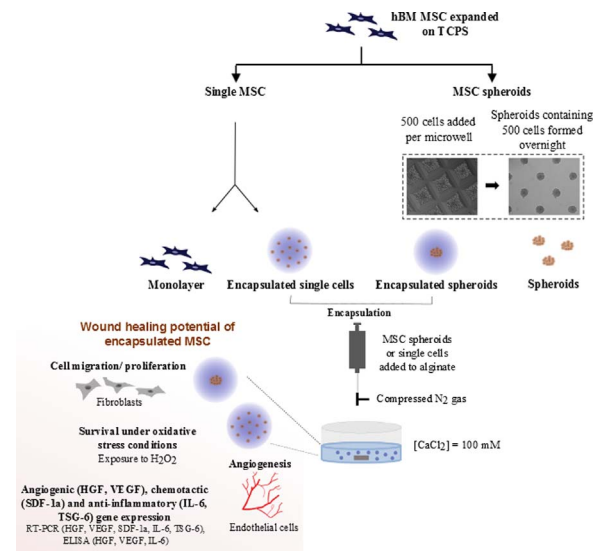 hBM MSC expanded
on TCPS
Single MSC
MSC spheroids
500 cells added
per microwell
Spheroids containing
500 cells formed
overnight
Monolayer
Encapsulated single cells
Encapsulated spheroids
Spheroids
Encapsulation
MSC spheroids
or single cells
added to alginate
Compressed N2 gas
[CaCl2] = 100 mM
Wound healing potential of
encapsulated MSC
Cell migration/ proliferation
Fibroblasts
Survival under oxidative
stress conditions
Exposure to H2O2
Angiogenesis
Endothelial cells
Angiogenic (HGF, VEGF), chemotactic
(SDF-1a) and anti-inflammatory (IL-6,
TSG-6) gene expression
RT-PCR (HGF, VEGF, SDF-1a, IL-6, TSG-6),
ELISA (HGF, VEGF, IL-6)